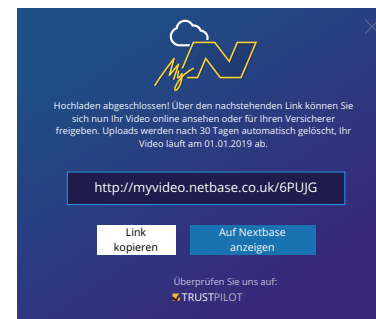 My N
Hochladen abgeschlossen! Über den nachstehenden Link können Sie
sich nun Ihr Video online ansehen oder für Ihren Versicherer
freigeben. Uploads werden nach 30 Tagen automatisch gelöscht, Ihr
Video läuft am 01.01.2019 ab.
http://myvideo.netbase.co.uk/6PUJG
Link
kopieren
Auf Nextbase
anzeigen
Überprüfen Sie uns auf:
TRUSTPILOT